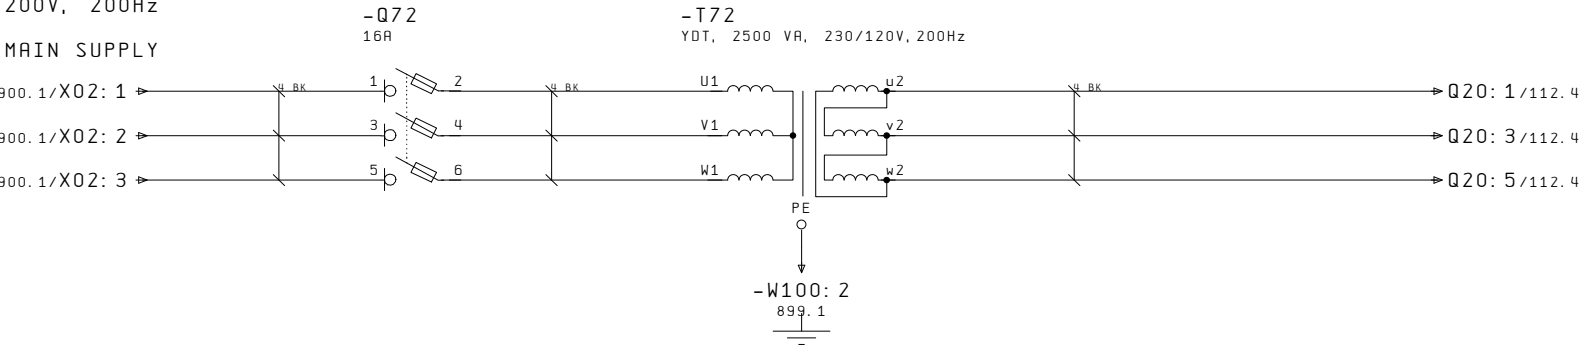 200V, 200Hz
MAIN SUPPLY
-Q72
16A
-T72
YDT, 2500 VA, 230/120V, 200Hz
900.1/X02:1
1
2
4 BK
4 BK
U1
u2
4 BK
Q20:1/112.4
900.1/X02:2
3
4
V1
v2
Q20:3/112.4
900.1/X02:3
5
6
W1
w2
Q20:5/112.4
PE
-W100:2
899.1